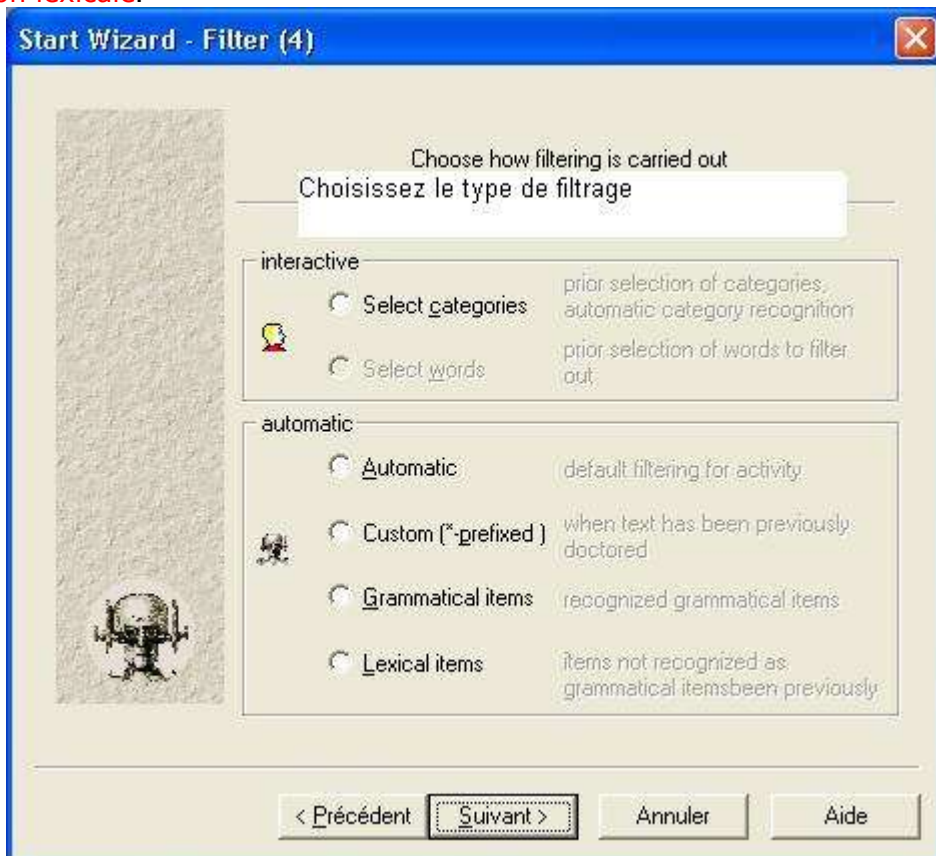 on lexicale.
Start Wizard - Filter (4)
Choose how filtering is carried out
Choisissez le type de filtrage
interactive
Select categories
prior selection of categories,
automatic category recognition
Select words
prior selection of words to filter
out
automatic
Automatic
default filtering for activity
Custom (*-prefixed )
when text has been previously
doctored
Grammatical items
recognized grammatical items
Lexical items
items not recognized as
grammatical itemsbeen previously
< Précédent
Suivant >
Annuler
Aide